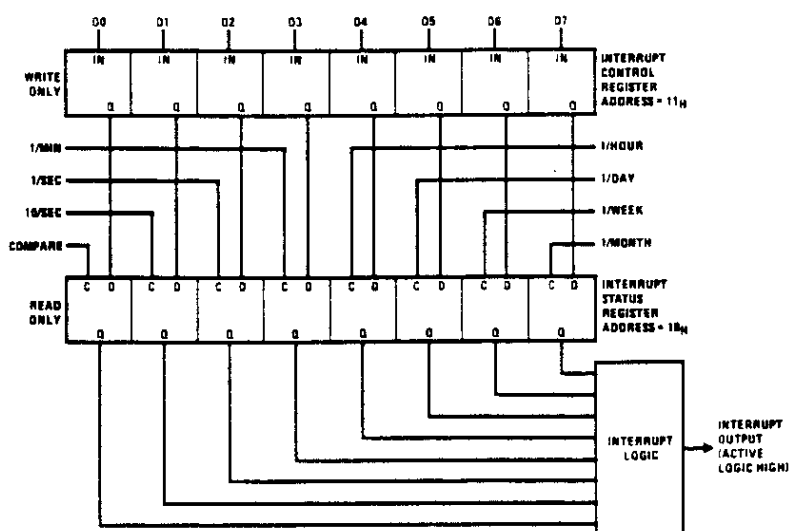 D0 D1 D2 D3 D4 D5 D6 D7
IN IN IN IN IN IN IN IN
WRITE
ONLY
INTERRUPT
CONTROL
REGISTER
ADDRESS = 11H
Q Q Q Q Q Q Q Q
1/MIN
1/HOUR
1/SEC
1/DAY
10/SEC
1/WEEK
COMPARE
1/MONTH
C D C D C D C D C D C D C D C D
READ
ONLY
INTERRUPT
STATUS
REGISTER
ADDRESS = 10H
Q Q Q Q Q Q Q Q
INTERRUPT
LOGIC
INTERRUPT
OUTPUT
(ACTIVE
LOGIC HIGH)